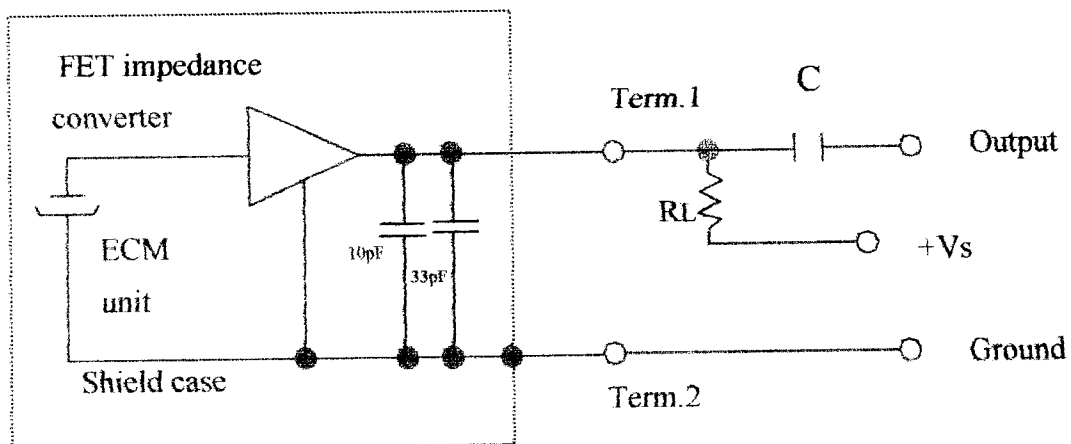 FET impedance
converter
Term.1
C
Output
RL
+Vs
10pF
33pF
ECM
unit
Shield case
Term.2
Ground